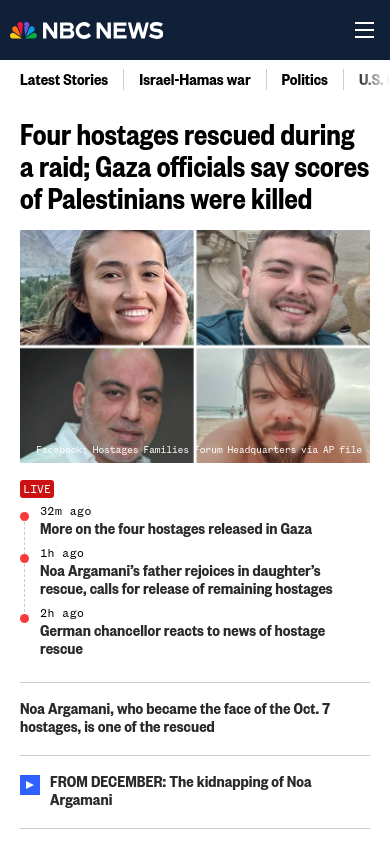 NBC NEWS
Latest Stories
Israel-Hamas war
Politics
U.S.
Four hostages rescued during
a raid; Gaza officials say scores
of Palestinians were killed
Facebook; Hostages Families Forum Headquarters via AP file
LIVE
32m ago
More on the four hostages released in Gaza
1h ago
Noa Argamani’s father rejoices in daughter’s
rescue, calls for release of remaining hostages
2h ago
German chancellor reacts to news of hostage
rescue
Noa Argamani, who became the face of the Oct. 7
hostages, is one of the rescued
FROM DECEMBER: The kidnapping of Noa
Argamani